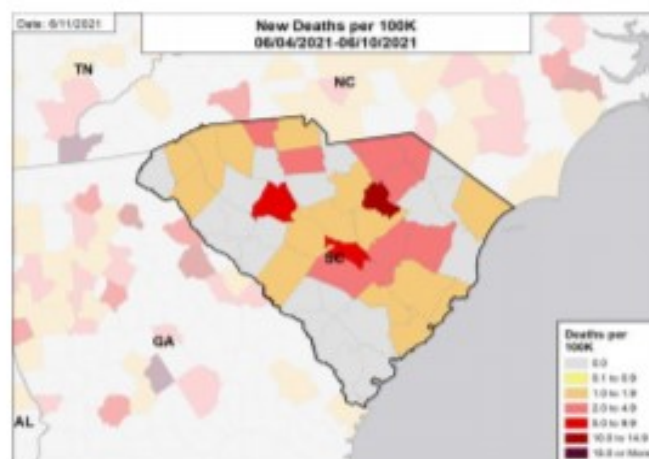 Date: 6/11/2021
New Deaths per 100K
06/04/2021-06/10/2021
TN
NC
SC
GA
AL
Deaths per
100K
0.0
0.1 to 0.9
1.0 to 1.9
2.0 to 4.9
5.0 to 9.9
10.0 to 14.9
15.0 or More